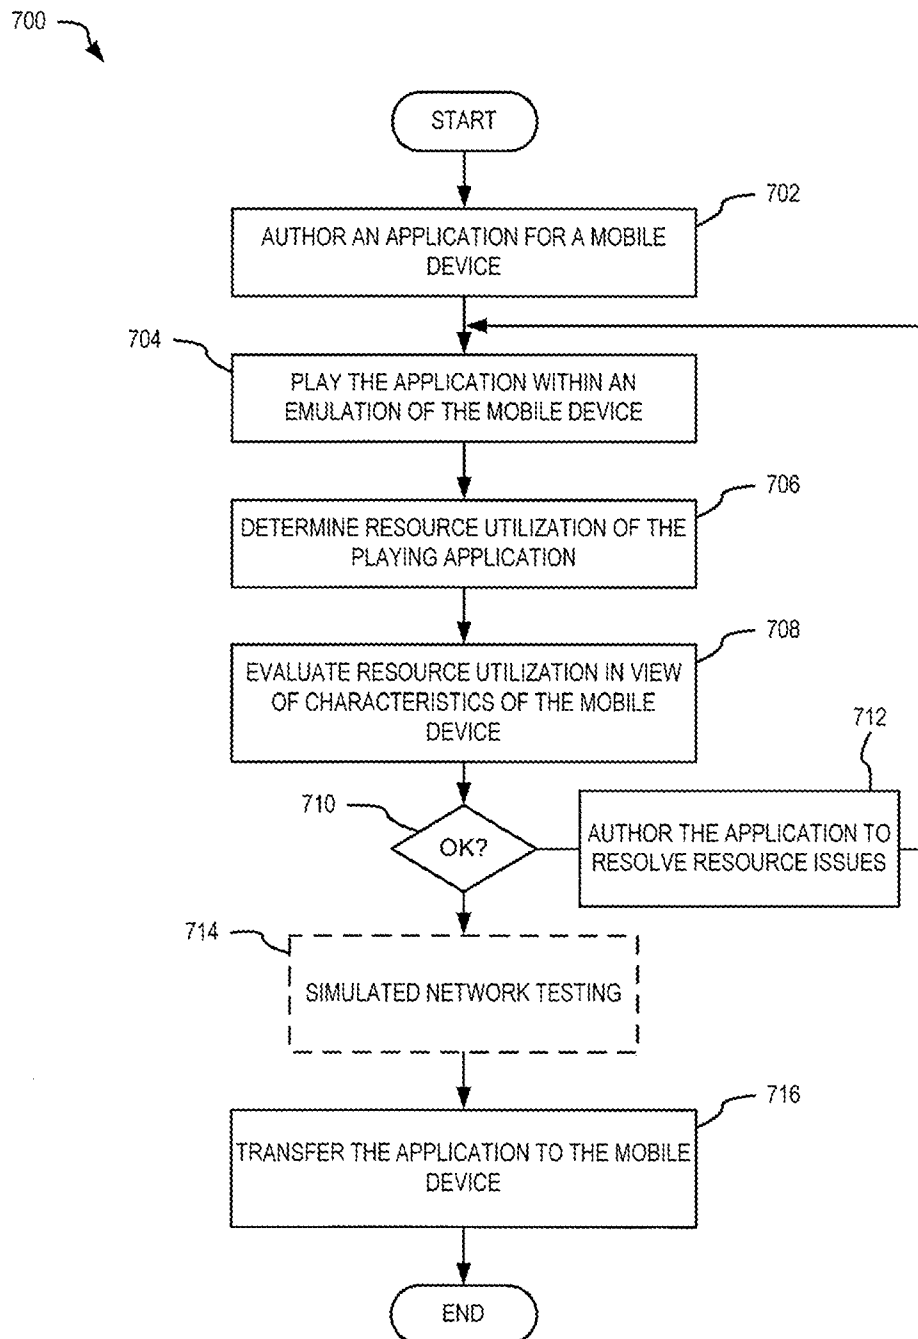 700
START
702
AUTHOR AN APPLICATION FOR A MOBILE
DEVICE
704
PLAY THE APPLICATION WITHIN AN
EMULATION OF THE MOBILE DEVICE
706
DETERMINE RESOURCE UTILIZATION OF THE
PLAYING APPLICATION
708
EVALUATE RESOURCE UTILIZATION IN VIEW
OF CHARACTERISTICS OF THE MOBILE
DEVICE
710
OK?
712
AUTHOR THE APPLICATION TO
RESOLVE RESOURCE ISSUES
714
SIMULATED NETWORK TESTING
716
TRANSFER THE APPLICATION TO THE MOBILE
DEVICE
END